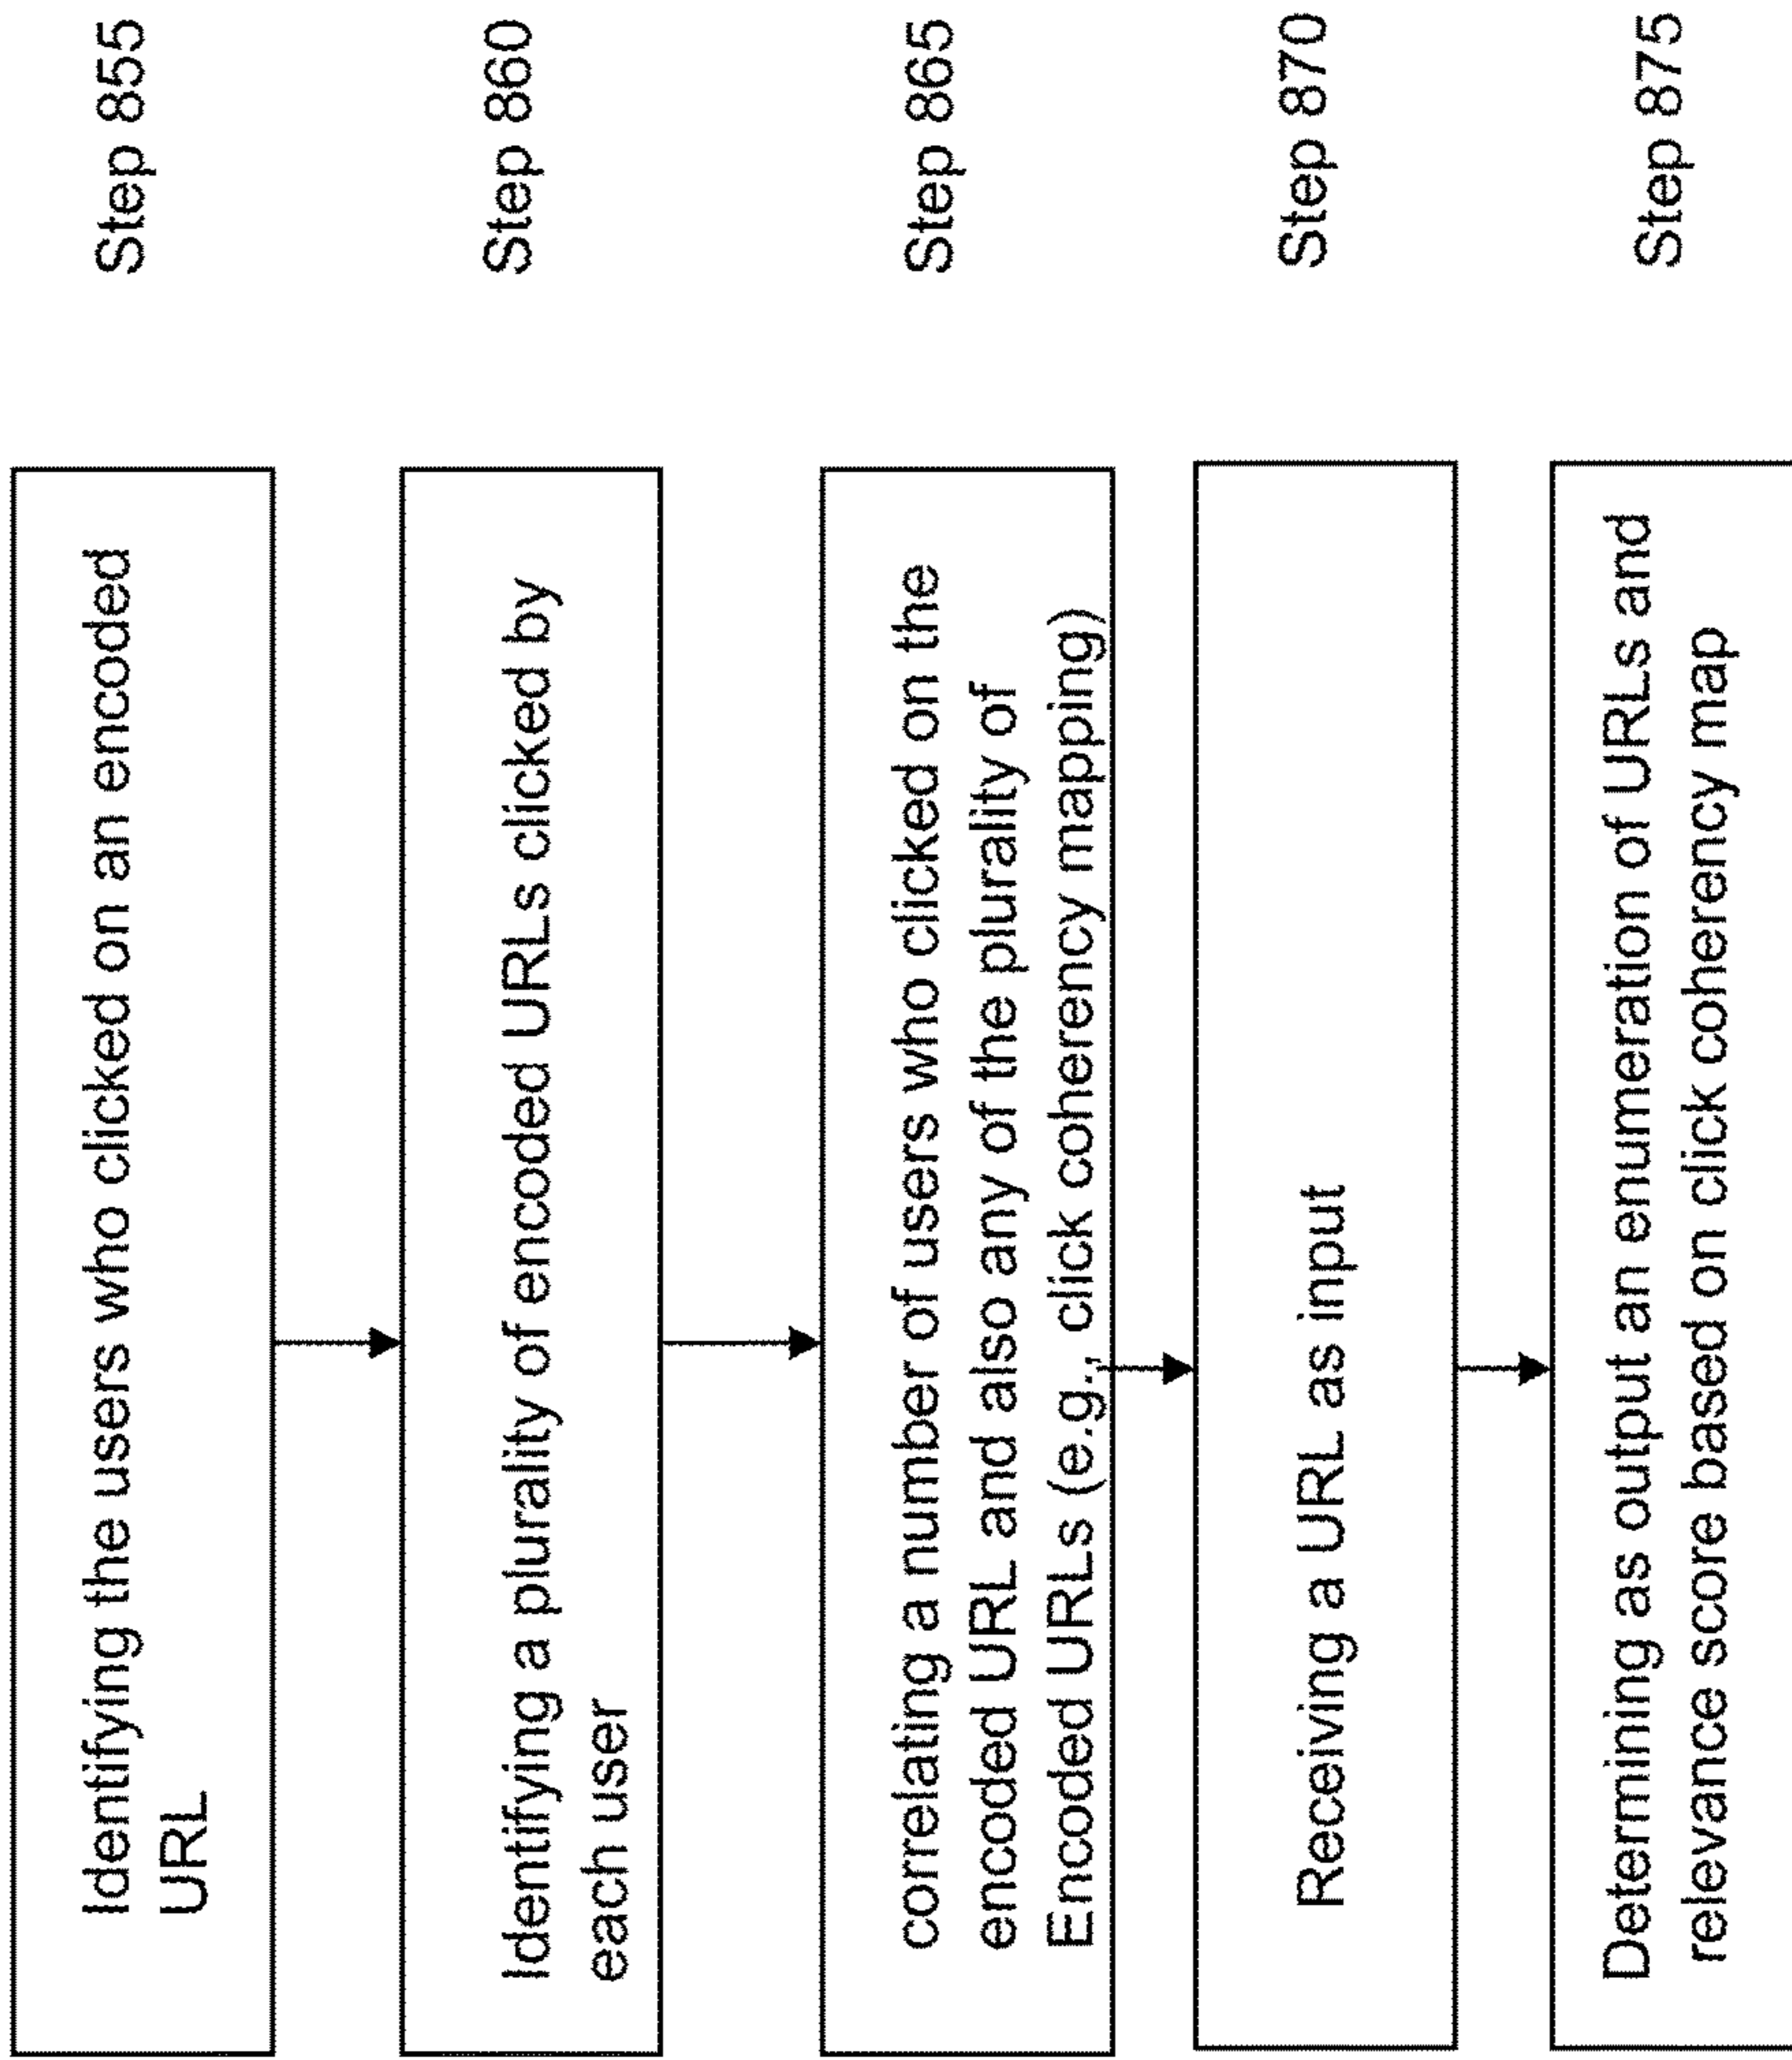 Identifying the users who clicked on an encoded
URL
Step 855
Identifying a plurality of encoded URLs clicked by
each user
Step 860
correlating a number of users who clicked on the
encoded URL and also any of the plurality of
Encoded URLs (e.g., click coherency mapping)
Step 865
Receiving a URL as input
Step 870
Determining as output an enumeration of URLs and
relevance score based on click coherency map
Step 875